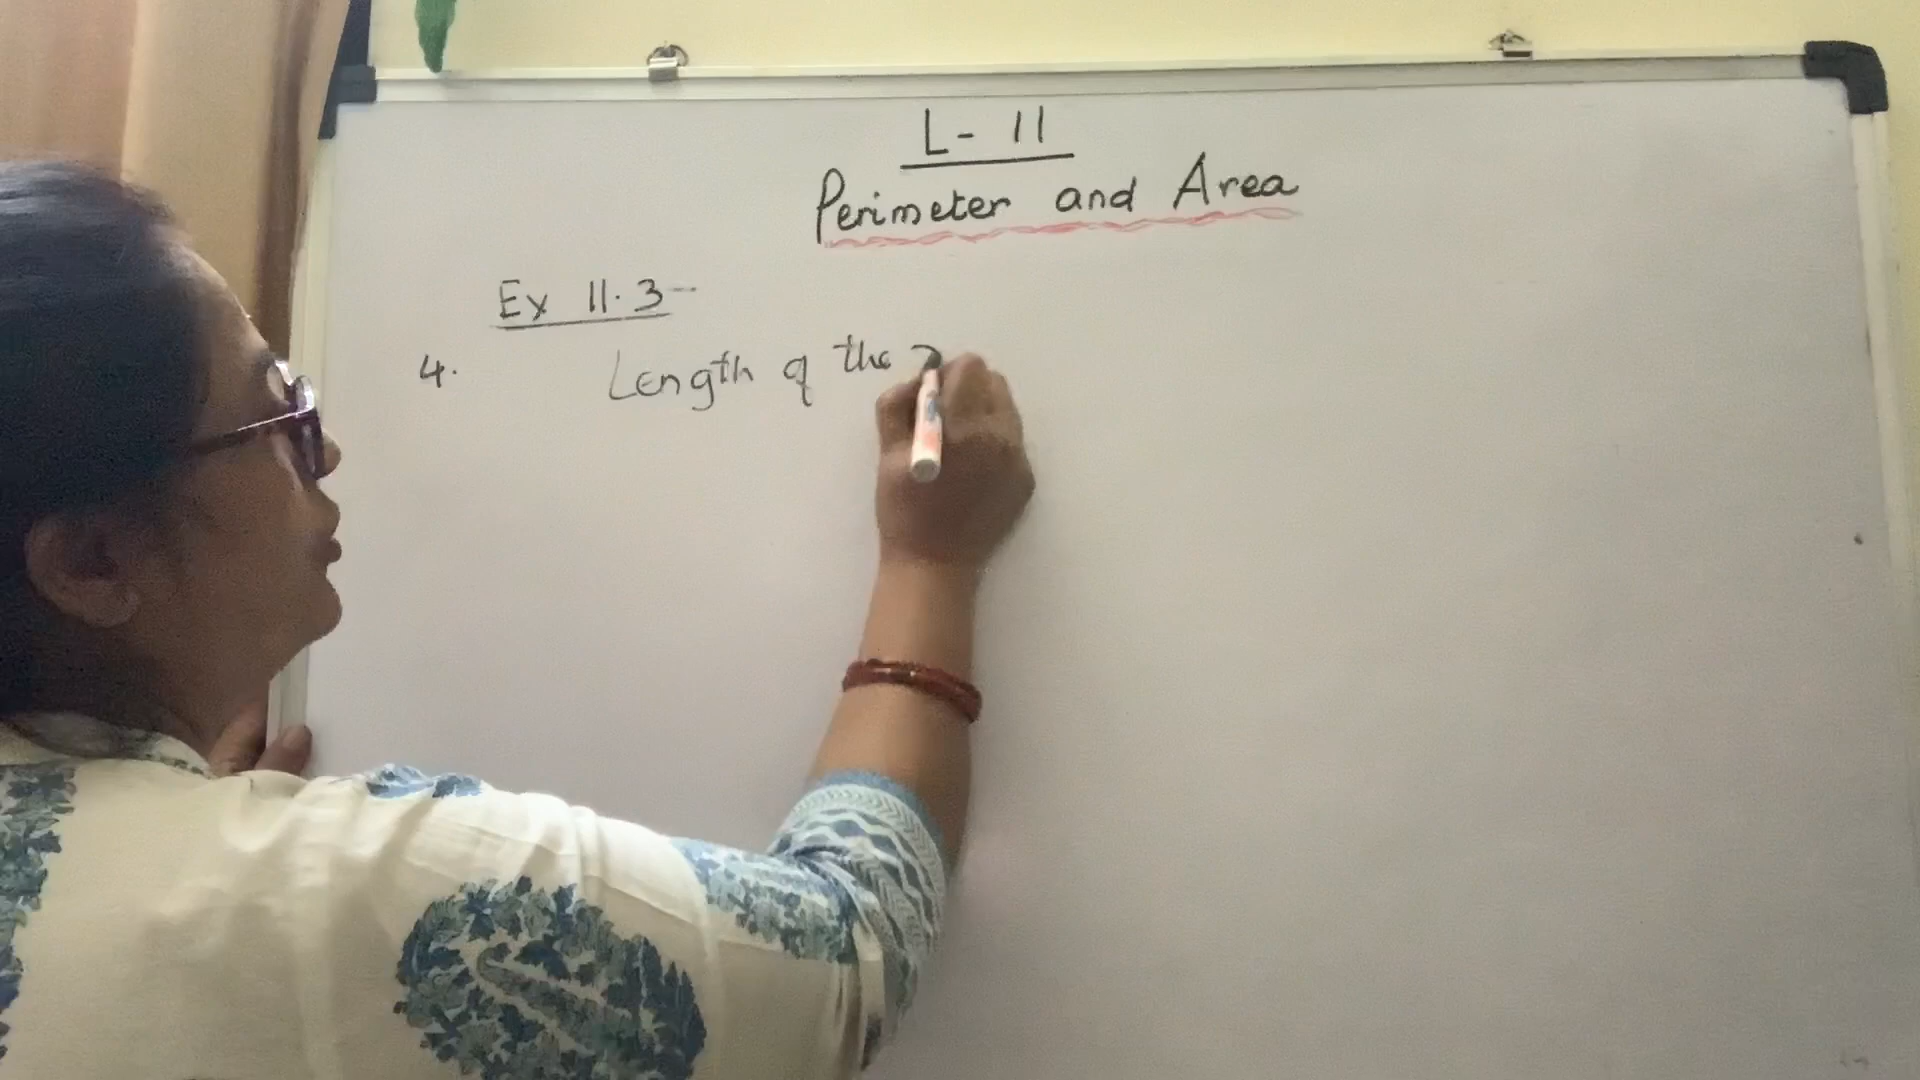 L- 11
Perimeter and Area
Ex 11.3
4. Length of the